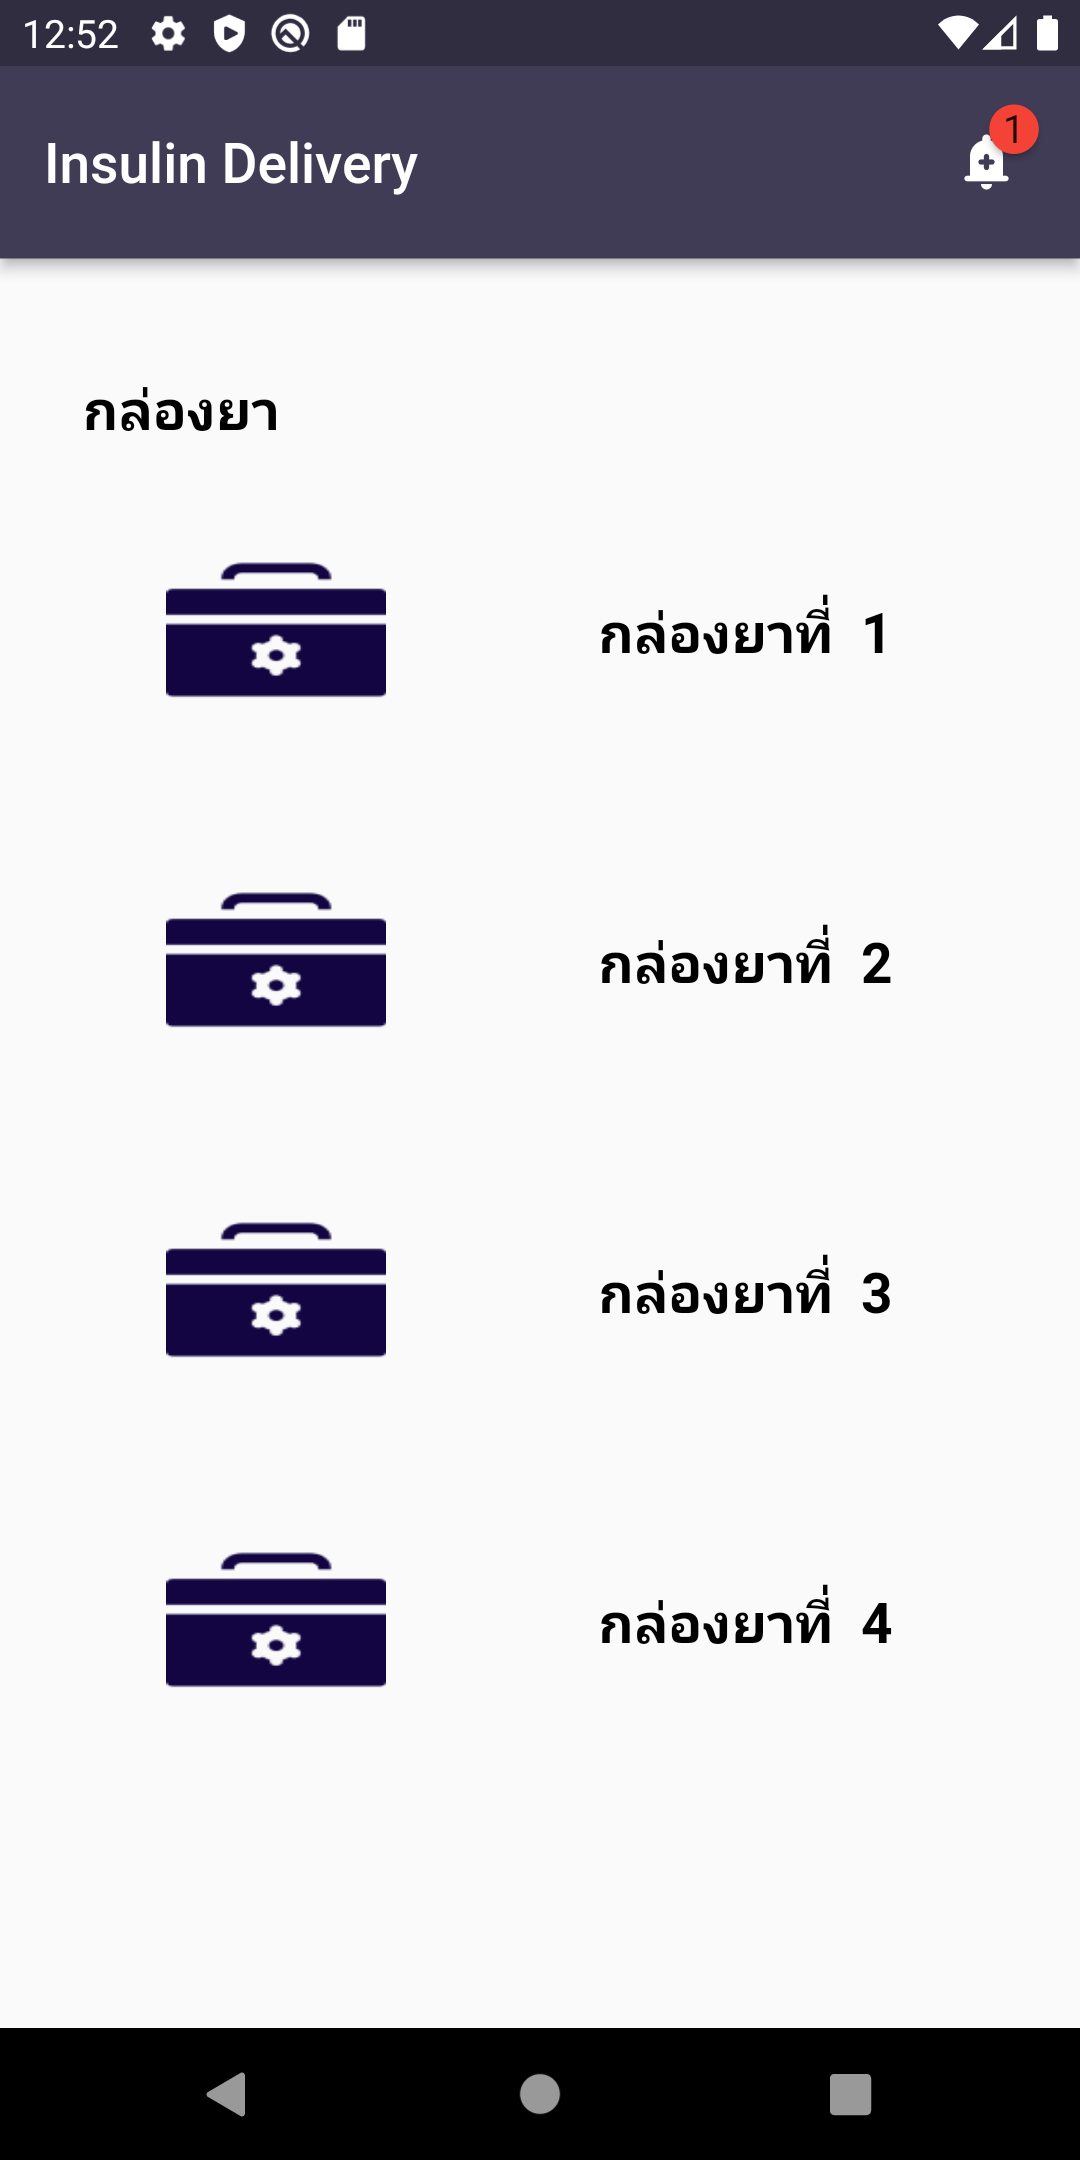 12:52
Insulin Delivery
1
กล่องยา
กล่องยาที่ 1
กล่องยาที่ 2
กล่องยาที่ 3
กล่องยาที่ 4